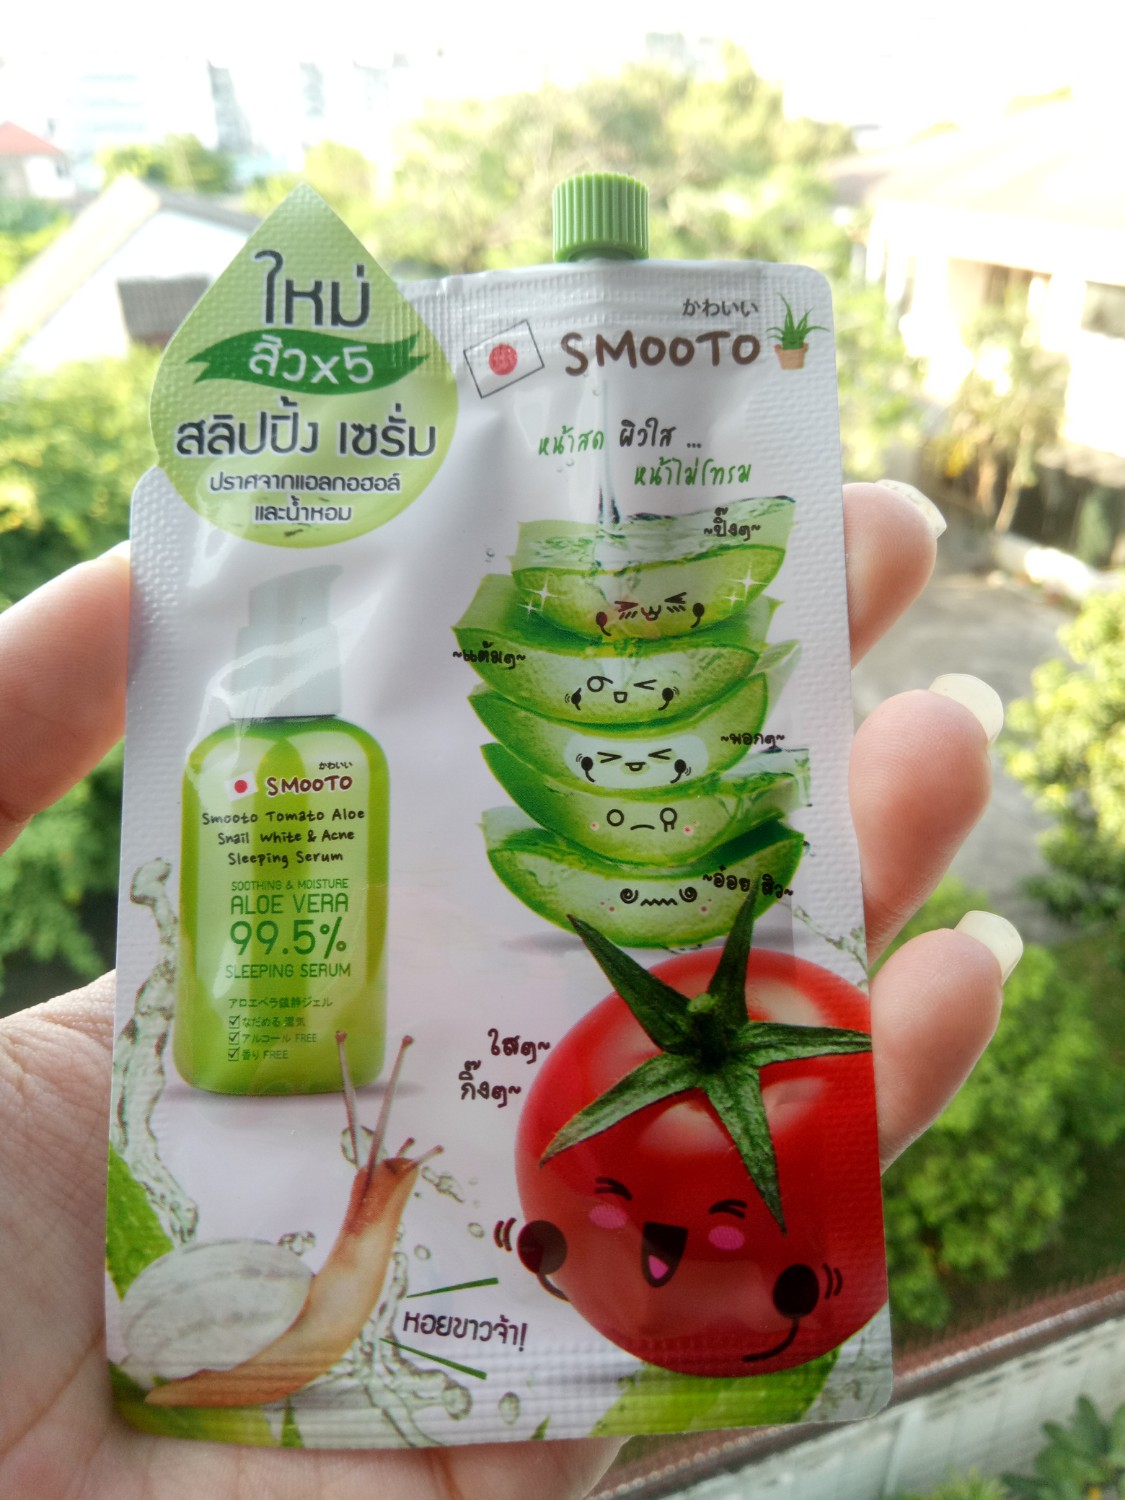 ใหม่
สิวx5
สลิปปิ้ง เซรั่ม
ปราศจากแอลกอฮอล์
และน้ำหอม
かわいい
SMOOTO
หน้าสด ผิวใส ...
หน้าไม่โทรม
~ปิ๊งๆ~
~แต้มๆ~
~พอกๆ~
~อ๋อย สิว~
かわいい
SMOOTO
Smooto Tomato Aloe
Snail White & Acne
Sleeping Serum
SOOTHING & MOISTURE
ALOE VERA
99.5%
SLEEPING SERUM
アロエベラ鎮静ジェル
なだめる 湿気
アルコール FREE
香り FREE
ใสๆ~
กิ๊งๆ~
หอยขาวจ้า!